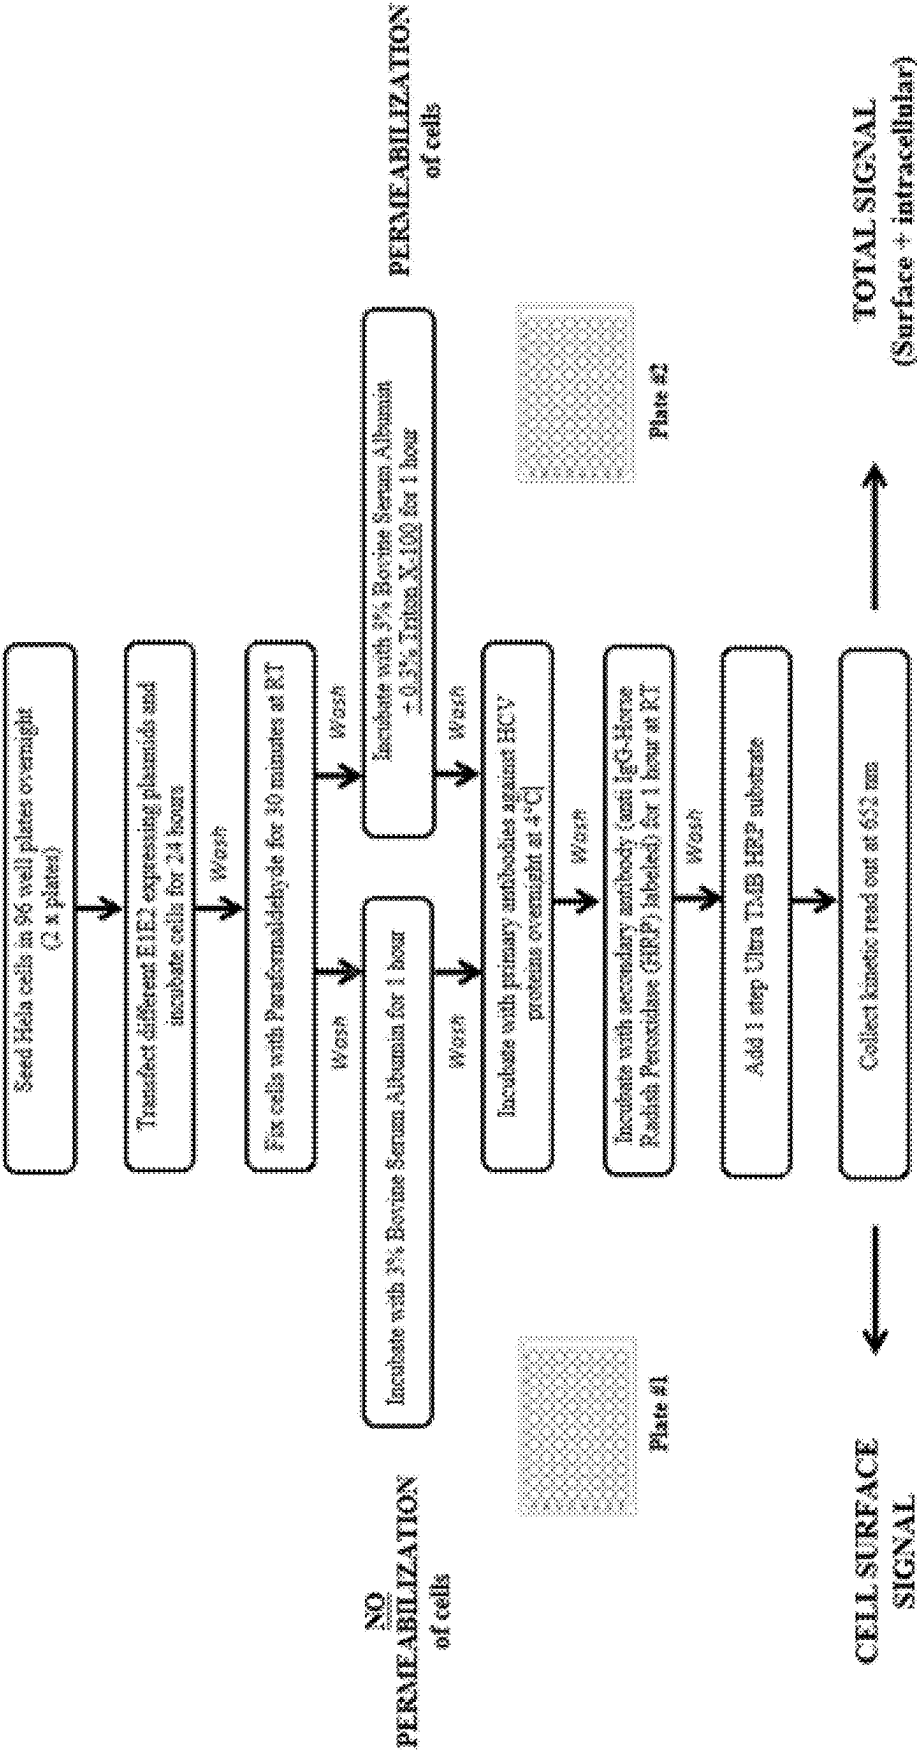 Seed Hela cells in 96 well plates overnight
(2 x plates)
Transfect different E1E2 expressing plasmids and
incubate cells for 24 hours
Wash
Fix cells with Paraformaldehyde for 30 minutes at RT
Wash
Wash
NO
PERMEABILIZATION
of cells
Incubate with 3% Bovine Serum Albumin for 1 hour
Incubate with 3% Bovine Serum Albumin
± 0.5% Triton X-100 for 1 hour
PERMEABILIZATION
of cells
Wash
Wash
Incubate with primary antibodies against HCV
proteins overnight at 4°C
Plate #1
Plate #2
Wash
Incubate with secondary antibody (anti IgG-Horse
Radish Peroxidase (HRP) labeled) for 1 hour at RT
Wash
Add 1 step Ultra TMB HRP substrate
Collect kinetic read out at 652 nm
CELL SURFACE
SIGNAL
TOTAL SIGNAL
(Surface + intracellular)